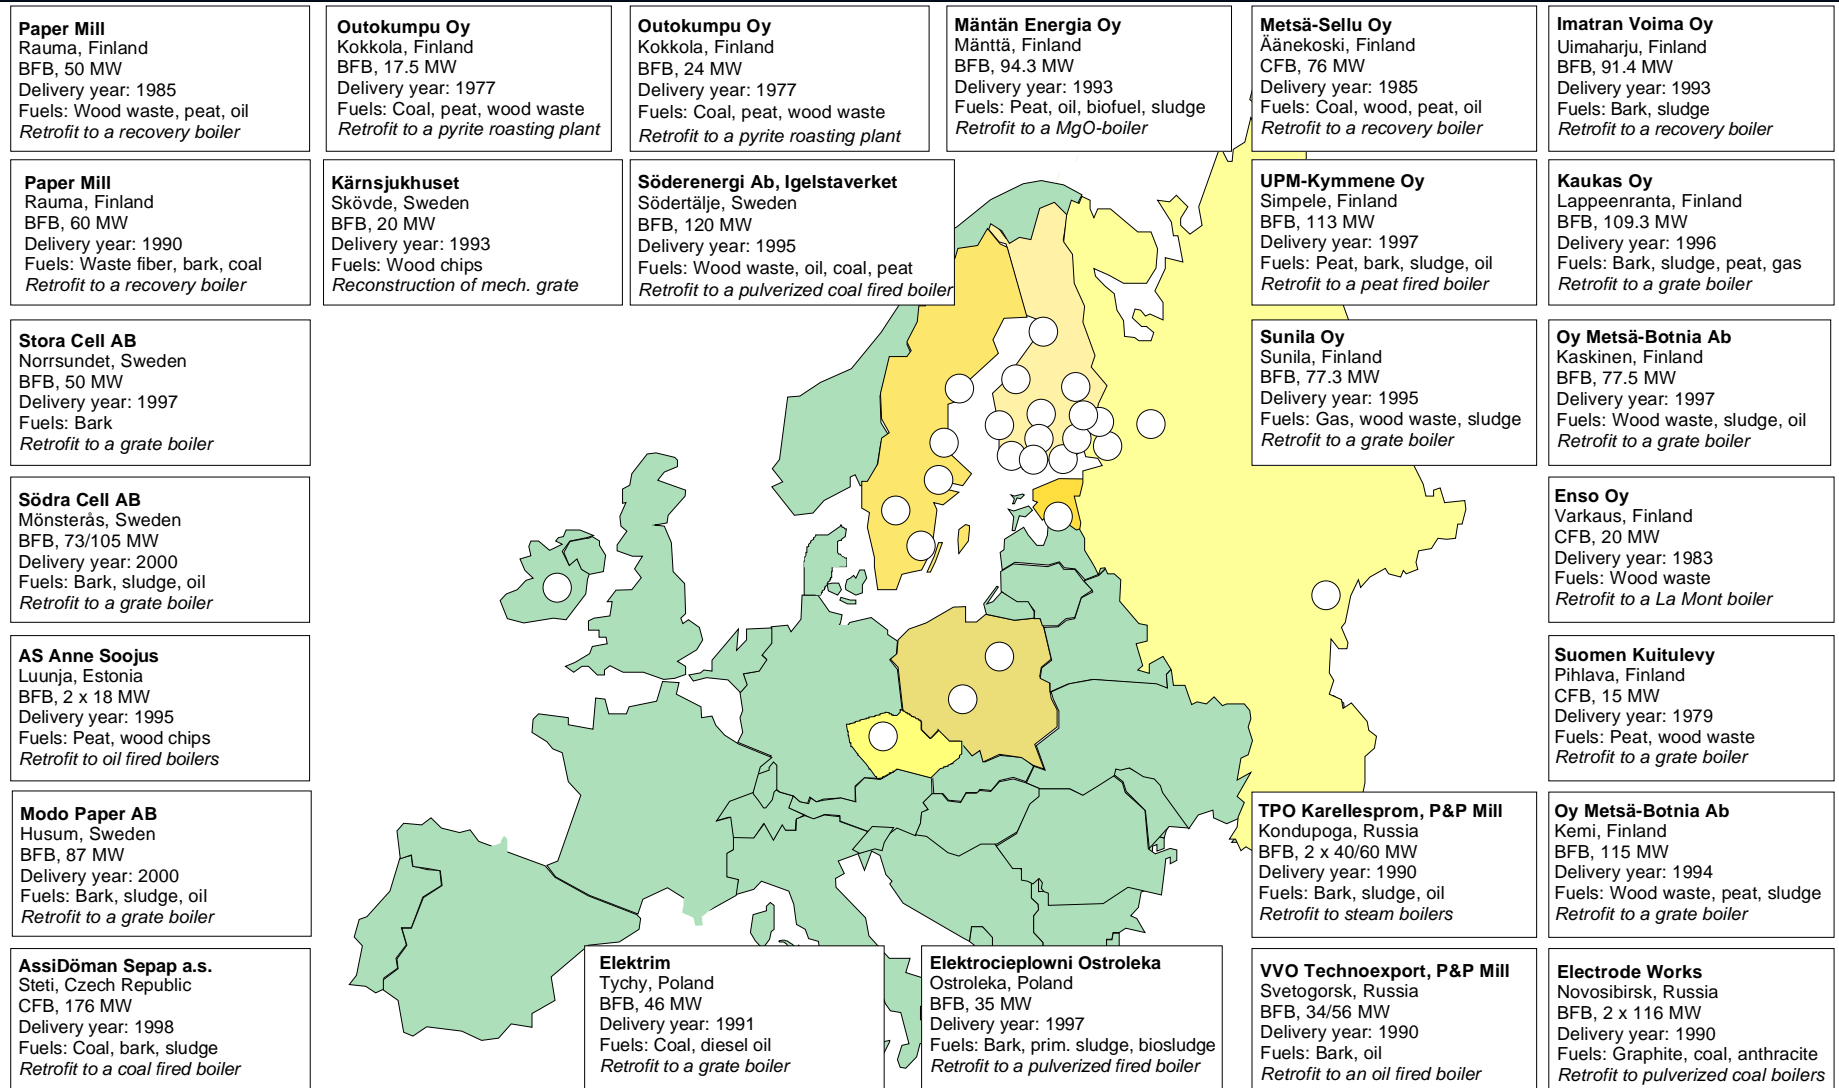 Paper Mill
Rauma, Finland
BFB, 50 MW
Delivery year: 1985
Fuels: Wood waste, peat, oil
Retrofit to a recovery boiler
Outokumpu Oy
Kokkola, Finland
BFB, 17.5 MW
Delivery year: 1977
Fuels: Coal, peat, wood waste
Retrofit to a pyrite roasting plant
Outokumpu Oy
Kokkola, Finland
BFB, 24 MW
Delivery year: 1977
Fuels: Coal, peat, wood waste
Retrofit to a pyrite roasting plant
Mäntän Energia Oy
Mänttä, Finland
BFB, 94.3 MW
Delivery year: 1993
Fuels: Peat, oil, biofuel, sludge
Retrofit to a MgO-boiler
Metsä-Sellu Oy
Äänekoski, Finland
CFB, 76 MW
Delivery year: 1985
Fuels: Coal, wood, peat, oil
Retrofit to a recovery boiler
Imatran Voima Oy
Uimaharju, Finland
BFB, 91.4 MW
Delivery year: 1993
Fuels: Bark, sludge
Retrofit to a recovery boiler
Paper Mill
Rauma, Finland
BFB, 60 MW
Delivery year: 1990
Fuels: Waste fiber, bark, coal
Retrofit to a recovery boiler
Kärnsjukhuset
Skövde, Sweden
BFB, 20 MW
Delivery year: 1993
Fuels: Wood chips
Reconstruction of mech. grate
Söderenergi Ab, Igelstaverket
Södertälje, Sweden
BFB, 120 MW
Delivery year: 1995
Fuels: Wood waste, oil, coal, peat
Retrofit to a pulverized coal fired boiler
UPM-Kymmene Oy
Simpele, Finland
BFB, 113 MW
Delivery year: 1997
Fuels: Peat, bark, sludge, oil
Retrofit to a peat fired boiler
Kaukas Oy
Lappeenranta, Finland
BFB, 109.3 MW
Delivery year: 1996
Fuels: Bark, sludge, peat, gas
Retrofit to a grate boiler
Stora Cell AB
Norrsundet, Sweden
BFB, 50 MW
Delivery year: 1997
Fuels: Bark
Retrofit to a grate boiler
Sunila Oy
Sunila, Finland
BFB, 77.3 MW
Delivery year: 1995
Fuels: Gas, wood waste, sludge
Retrofit to a grate boiler
Oy Metsä-Botnia Ab
Kaskinen, Finland
BFB, 77.5 MW
Delivery year: 1997
Fuels: Wood waste, sludge, oil
Retrofit to a grate boiler
Södra Cell AB
Mönsterås, Sweden
BFB, 73/105 MW
Delivery year: 2000
Fuels: Bark, sludge, oil
Retrofit to a grate boiler
Enso Oy
Varkaus, Finland
CFB, 20 MW
Delivery year: 1983
Fuels: Wood waste
Retrofit to a La Mont boiler
AS Anne Soojus
Luunja, Estonia
BFB, 2 x 18 MW
Delivery year: 1995
Fuels: Peat, wood chips
Retrofit to oil fired boilers
Suomen Kuitulevy
Pihlava, Finland
CFB, 15 MW
Delivery year: 1979
Fuels: Peat, wood waste
Retrofit to a grate boiler
Modo Paper AB
Husum, Sweden
BFB, 87 MW
Delivery year: 2000
Fuels: Bark, sludge, oil
Retrofit to a grate boiler
TPO Karellesprom, P&P Mill
Kondupoga, Russia
BFB, 2 x 40/60 MW
Delivery year: 1990
Fuels: Bark, sludge, oil
Retrofit to steam boilers
Oy Metsä-Botnia Ab
Kemi, Finland
BFB, 115 MW
Delivery year: 1994
Fuels: Wood waste, peat, sludge
Retrofit to a grate boiler
AssiDöman Sepap a.s.
Steti, Czech Republic
CFB, 176 MW
Delivery year: 1998
Fuels: Coal, bark, sludge
Retrofit to a coal fired boiler
Elektrim
Tychy, Poland
BFB, 46 MW
Delivery year: 1991
Fuels: Coal, diesel oil
Retrofit to a grate boiler
Elektrocieplowni Ostroleka
Ostroleka, Poland
BFB, 35 MW
Delivery year: 1997
Fuels: Bark, prim. sludge, biosludge
Retrofit to a pulverized fired boiler
VVO Technoexport, P&P Mill
Svetogorsk, Russia
BFB, 34/56 MW
Delivery year: 1990
Fuels: Bark, oil
Retrofit to an oil fired boiler
Electrode Works
Novosibirsk, Russia
BFB, 2 x 116 MW
Delivery year: 1990
Fuels: Graphite, coal, anthracite
Retrofit to pulverized coal boilers